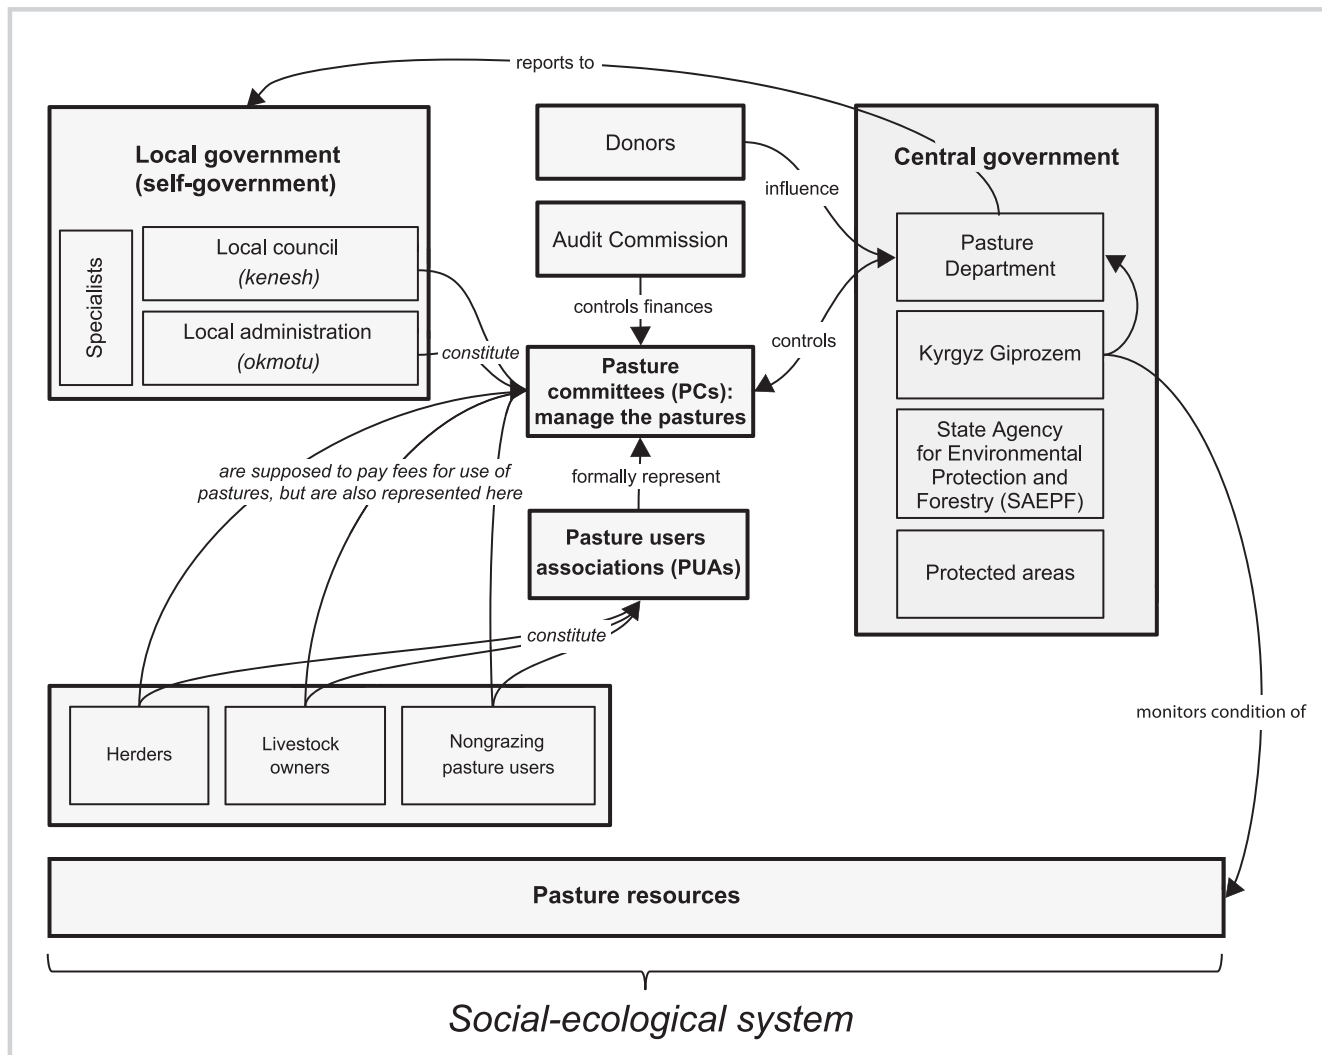 reports to
Local government
(self-government)
Specialists
Local council
(kenesh)
Local administration
(okmotu)
Donors
influence
Audit Commission
controls finances
constitute
Pasture
committees (PCs):
manage the pastures
controls
Central government
Pasture
Department
Kyrgyz Giprozem
State Agency
for Environmental
Protection and
Forestry (SAEPF)
Protected areas
are supposed to pay fees for use of
pastures, but are also represented here
formally represent
Pasture users
associations (PUAs)
constitute
Herders
Livestock
owners
Nongrazing
pasture users
monitors condition of
Pasture resources
Social-ecological system